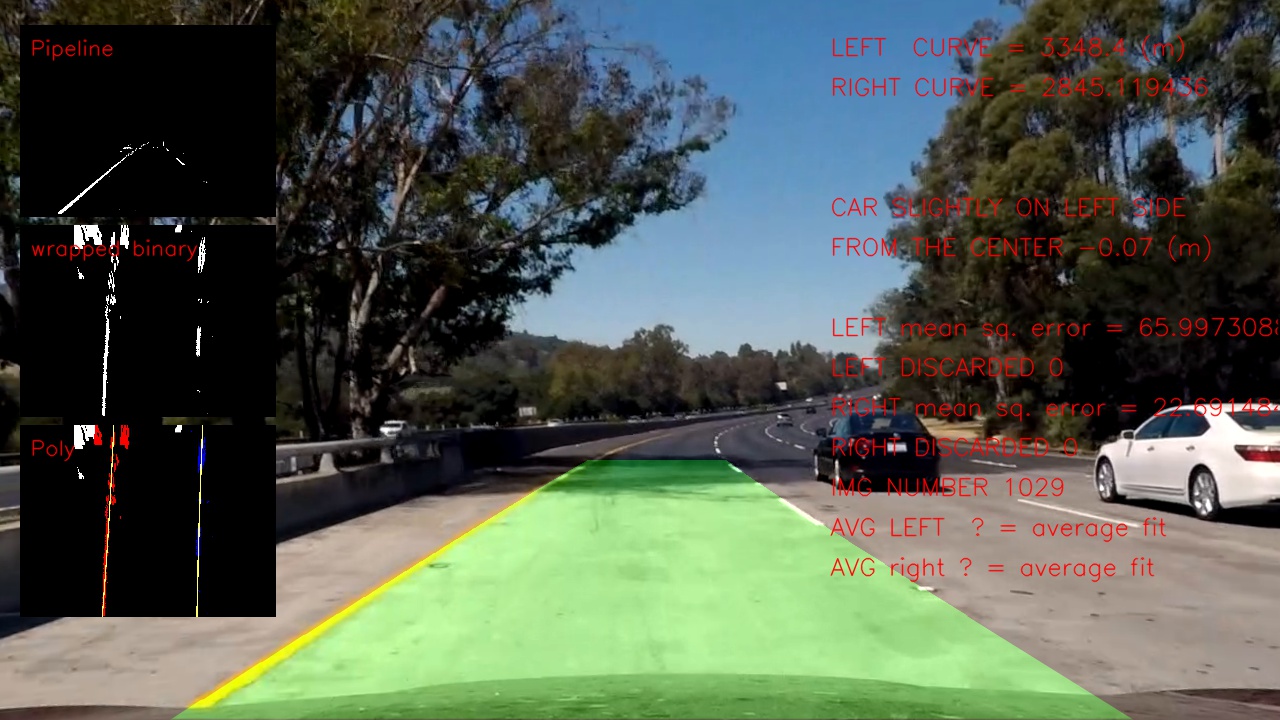 Pipeline
wrapped binary
Poly
LEFT CURVE = 3348.4 (m)
RIGHT CURVE = 2845.119436
CAR SLIGHTLY ON LEFT SIDE
FROM THE CENTER -0.07 (m)
LEFT mean sq. error = 65.9973088
LEFT DISCARDED 0
RIGHT mean sq. error = 22.691484
RIGHT DISCARDED 0
IMG NUMBER 1029
AVG LEFT ? = average fit
AVG right ? = average fit